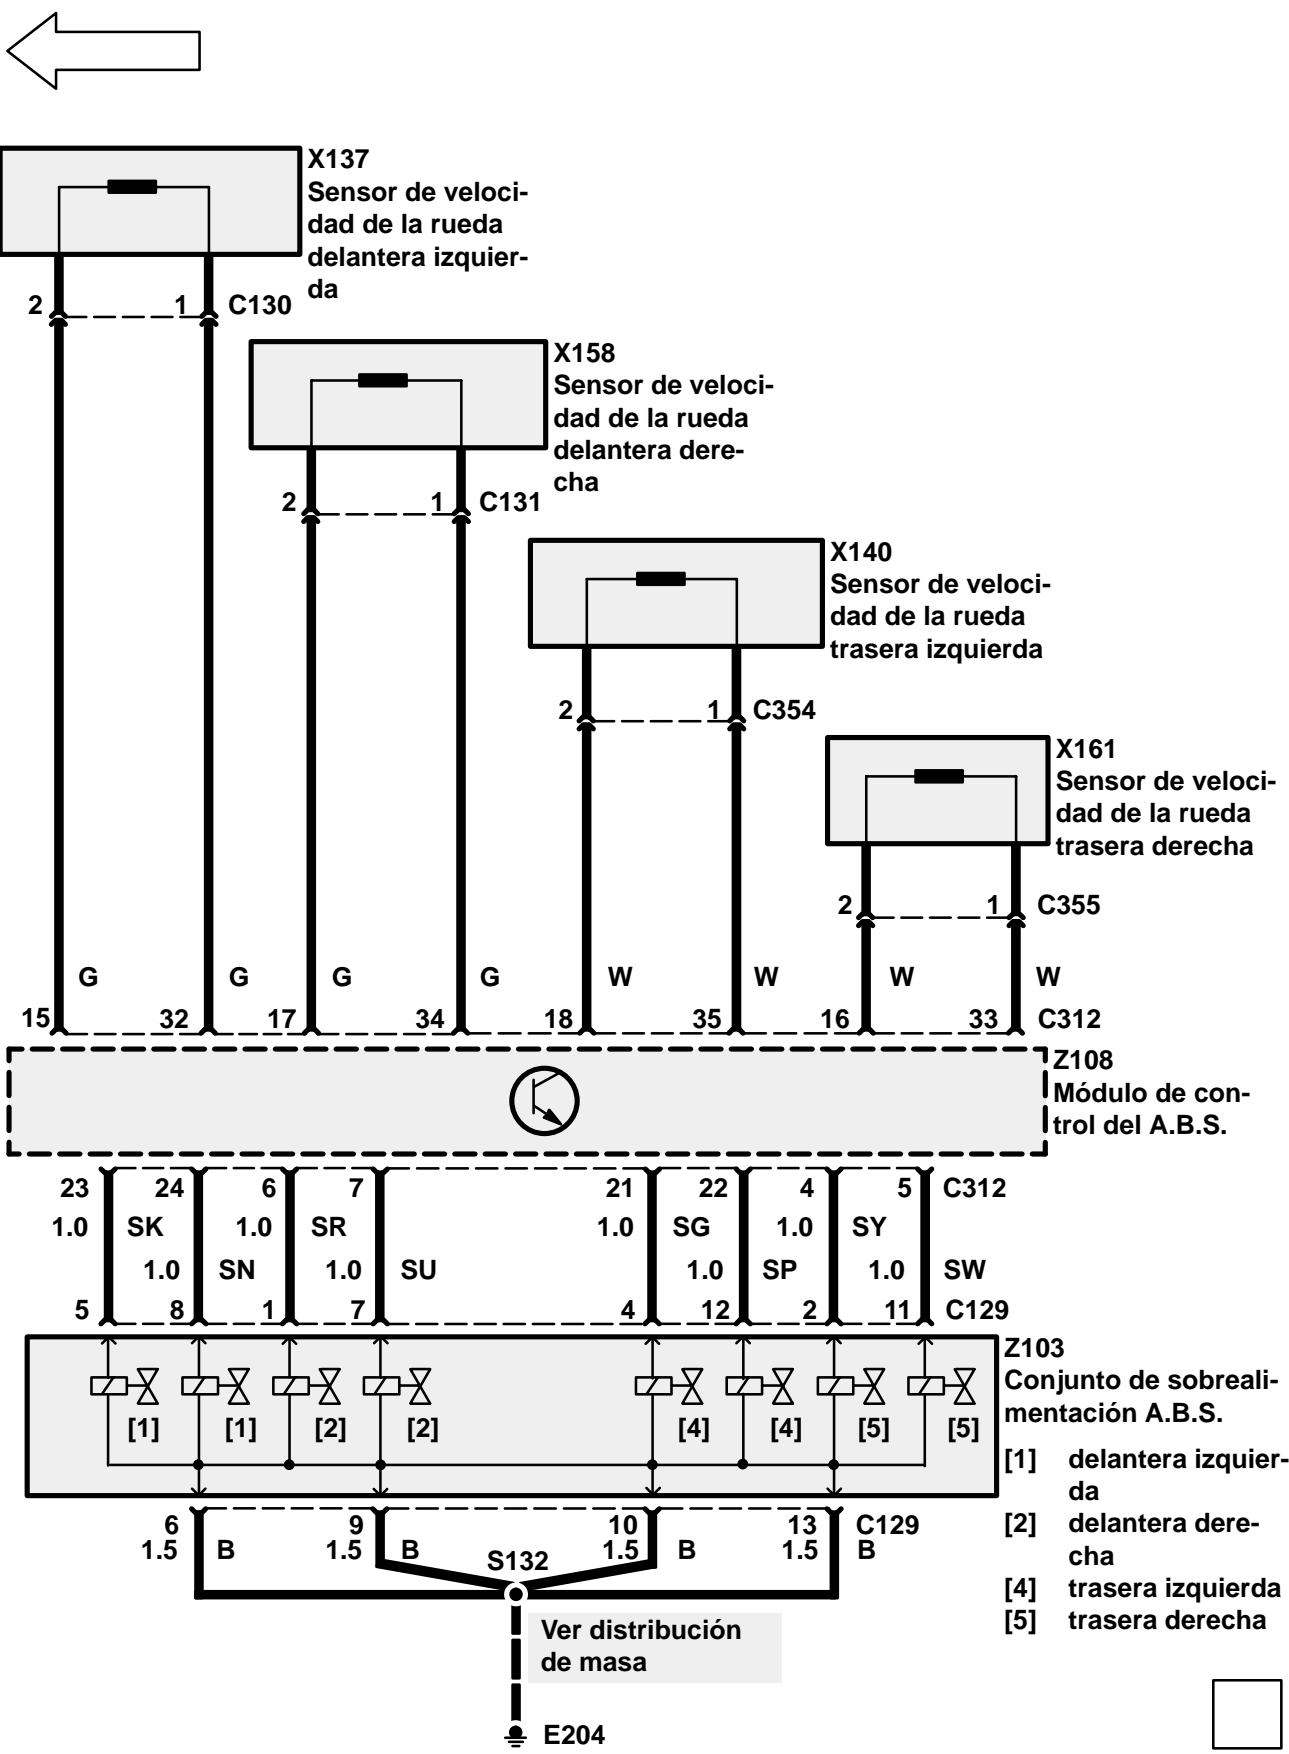 X137
Sensor de veloci-
dad de la rueda
delantera izquier-
da
2 1 C130
X158
Sensor de veloci-
dad de la rueda
delantera dere-
cha
2 1 C131
X140
Sensor de veloci-
dad de la rueda
trasera izquierda
2 1 C354
X161
Sensor de veloci-
dad de la rueda
trasera derecha
2 1 C355
G G G G W W W W
15 32 17 34 18 35 16 33 C312
Z108
Módulo de con-
trol del A.B.S.
23 24 6 7 21 22 4 5 C312
1.0 SK 1.0 SR 1.0 SG 1.0 SY
1.0 SN 1.0 SU 1.0 SP 1.0 SW
5 8 1 7 4 12 2 11 C129
Z103
Conjunto de sobreali-
mentación A.B.S.
[1] [1] [2] [2] [4] [4] [5] [5]
[1] delantera izquier-
da
[2] delantera dere-
cha
[4] trasera izquierda
[5] trasera derecha
6 9 10 13 C129
1.5 B 1.5 B 1.5 B 1.5 B
S132
Ver distribución
de masa
E204